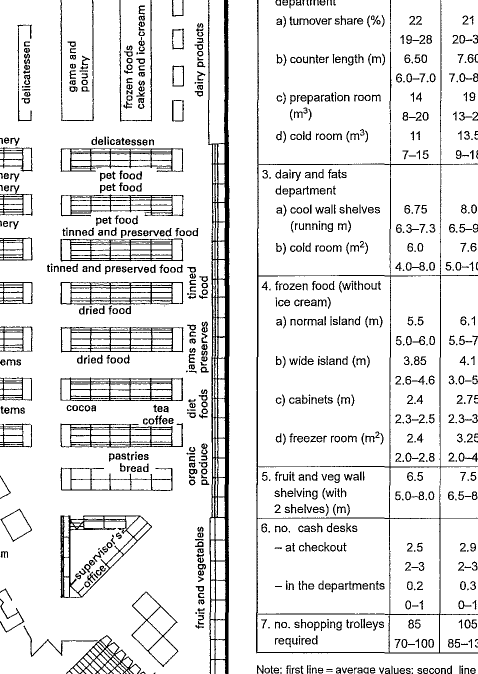 delicatessen
game and
poultry
frozen foods
cakes and ice-cream
dairy products
nery
delicatessen
nery
pet food
pet food
nery
pet food
tinned and preserved food
tinned and preserved food
tinned
food
dried food
jams and
preserves
ems
dried food
tems
cocoa
tea
coffee
diet
foods
pastries
bread
organic
produce
supervisor's
office
m
fruit and vegetables
department
a) turnover share (%) 22 21
19–28 20–3
b) counter length (m) 6.50 7.60
6.0–7.0 7.0–8
c) preparation room 14 19
(m³) 8–20 13–2
d) cold room (m³) 11 13.5
7–15 9–18
3. dairy and fats
department
a) cool wall shelves 6.75 8.0
(running m) 6.3–7.3 6.5–9
b) cold room (m²) 6.0 7.6
4.0–8.0 5.0–10
4. frozen food (without
ice cream)
a) normal island (m) 5.5 6.1
5.0–6.0 5.5–7
b) wide island (m) 3,85 4.1
2.6–4.6 3.0–5
c) cabinets (m) 2.4 2.75
2.3–2.5 2.3–3
d) freezer room (m²) 2.4 3.25
2.0–2.8 2.0–4
5. fruit and veg wall 6.5 7.5
shelving (with 5.0–8.0 6.5–8
2 shelves) (m)
6. no. cash desks
– at checkout 2.5 2.9
2–3 2–3
– in the departments 0.2 0.3
0–1 0–1
7. no. shopping trolleys 85 105
required 70–100 85–13
Note: first line = average values; second line